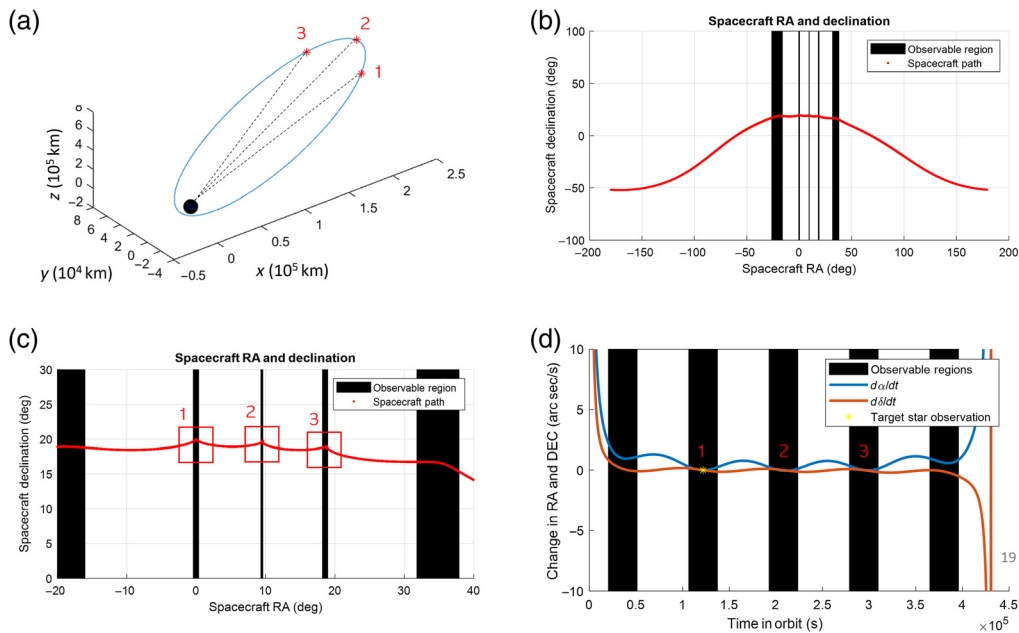 (a)
3
2
1
8
6
4
2
0
−2
z (10⁵ km)
8
6
4
2
0
−2
−4
y (10⁴ km)
−0.5
0
0.5
1
1.5
2
2.5
x (10⁵ km)
(b)
Spacecraft RA and declination
100
50
0
−50
−100
Spacecraft declination (deg)
Observable region
Spacecraft path
−200 −150 −100 −50 0 50 100 150 200
Spacecraft RA (deg)
(c)
Spacecraft RA and declination
30
25
20
15
10
5
0
Spacecraft declination (deg)
Observable region
Spacecraft path
1
2
3
−20 −10 0 10 20 30 40
Spacecraft RA (deg)
(d)
10
5
0
−5
−10
Change in RA and DEC (arc sec/s)
Observable regions
dα/dt
dδ/dt
Target star observation
1 2 3
19
0.0 0.5 1 1.5 2 2.5 3 3.5 4 4.5
Time in orbit (s)
× 10⁵